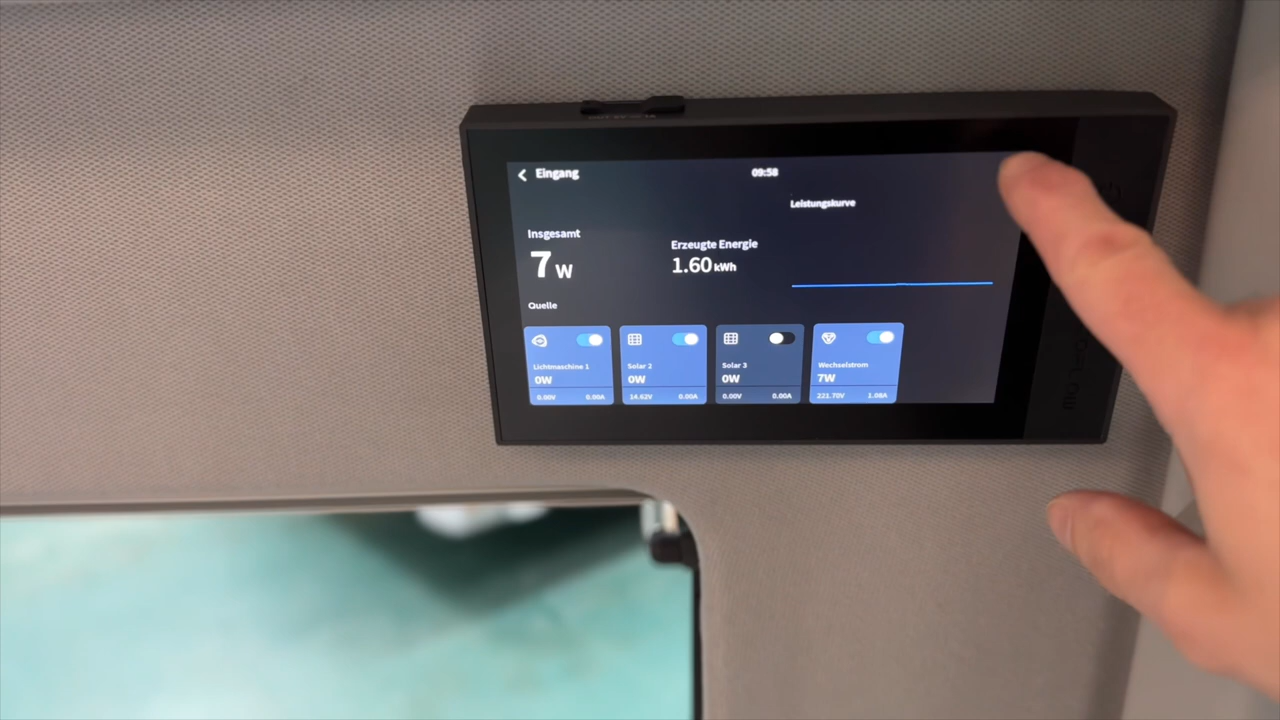 Eingang
09:58
Leistungskurve
Insgesamt
7 W
Erzeugte Energie
1.60 kWh
Quelle
Lichtmaschine 1
0W
0.00V 0.00A
Solar 2
0W
14.62V 0.00A
Solar 3
0W
0.00V 0.00A
Wechselstrom
7W
221.70V 1.08A